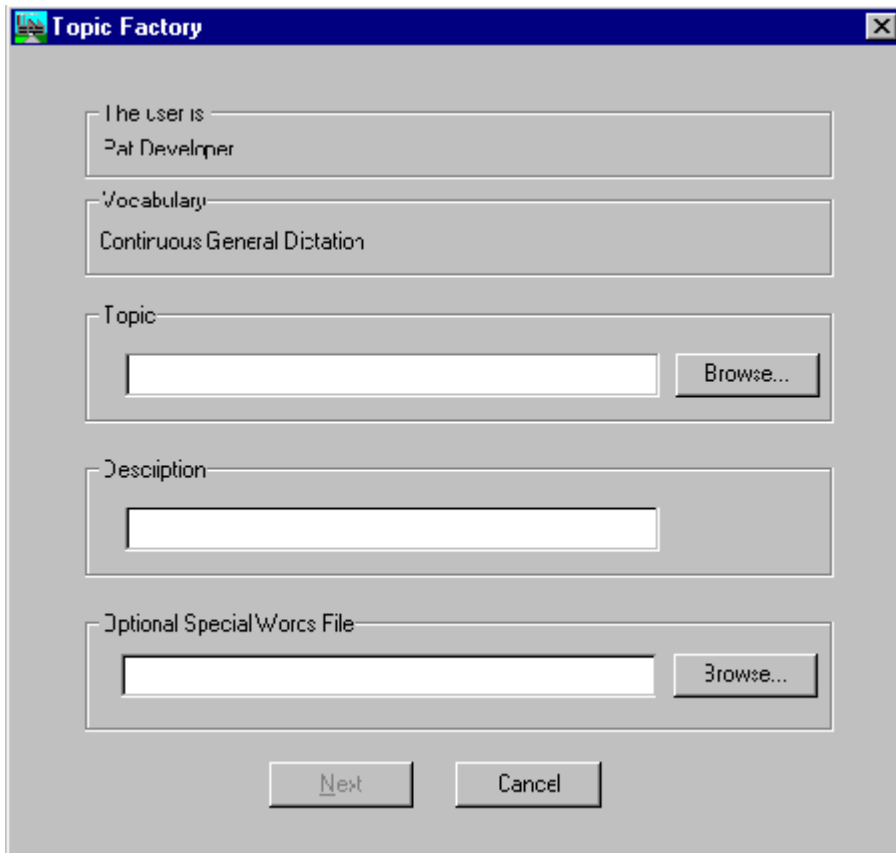 Topic Factory
The user is
Pat Developer
Vocabulary
Continuous General Dictation
Topic
Browse...
Description
Optional Special Words File
Browse...
Next
Cancel